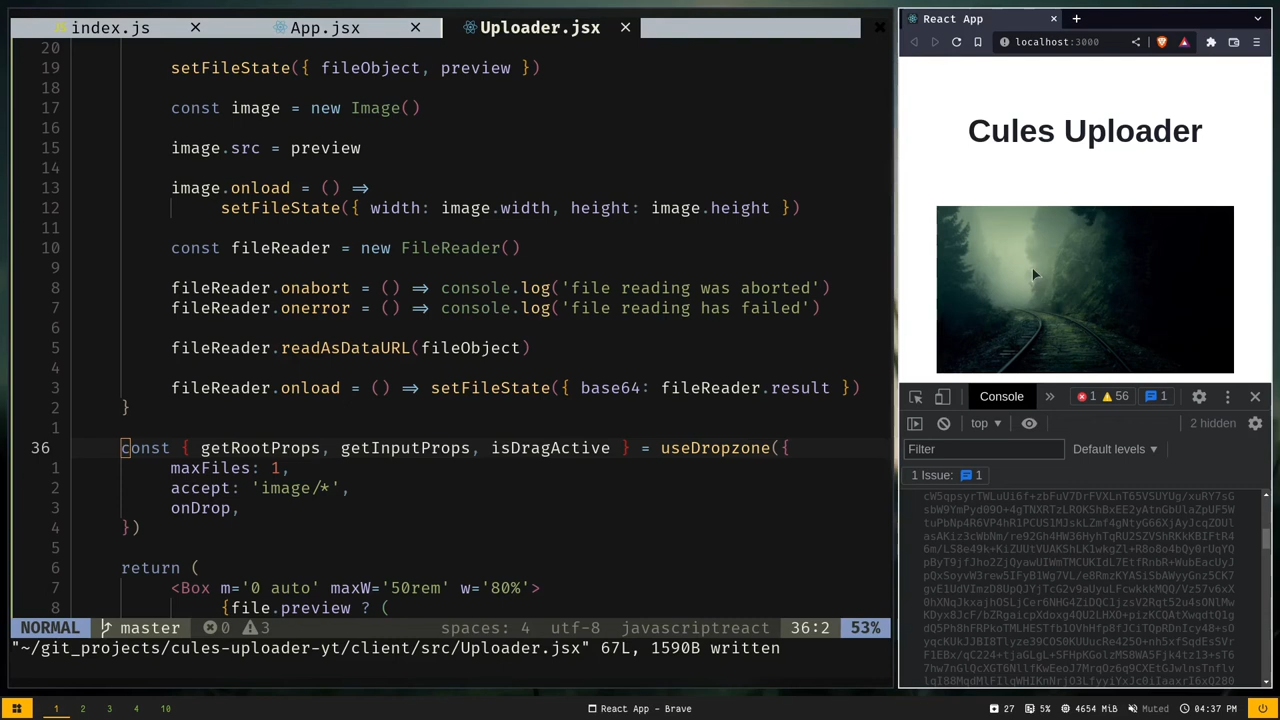 index.js
App.jsx
Uploader.jsx
20
19 setFileState({ fileObject, preview })
18
17 const image = new Image()
16
15 image.src = preview
14
13 image.onload = () ⇒
12 setFileState({ width: image.width, height: image.height })
11
10 const fileReader = new FileReader()
9
8 fileReader.onabort = () ⇒ console.log('file reading was aborted')
7 fileReader.onerror = () ⇒ console.log('file reading has failed')
6
5 fileReader.readAsDataURL(fileObject)
4
3 fileReader.onload = () ⇒ setFileState({ base64: fileReader.result })
2 }
1
36 const { getRootProps, getInputProps, isDragActive } = useDropzone({
1 maxFiles: 1,
2 accept: 'image/*',
3 onDrop,
4 })
5
6 return (
7 <Box m='0 auto' maxW='50rem' w='80%'>
8 {file.preview ? (
NORMAL master 0 3 spaces: 4 utf-8 javascriptreact 36:2 53%
"~/git_projects/cules-uploader-yt/client/src/Uploader.jsx" 67L, 1590B written
React App
localhost:3000
Cules Uploader
Console » 1 56 1
top 2 hidden
Filter Default levels
1 Issue: 1
1 2 3 4 10 React App - Brave 27 5% 4654 MiB Muted 04:37 PM